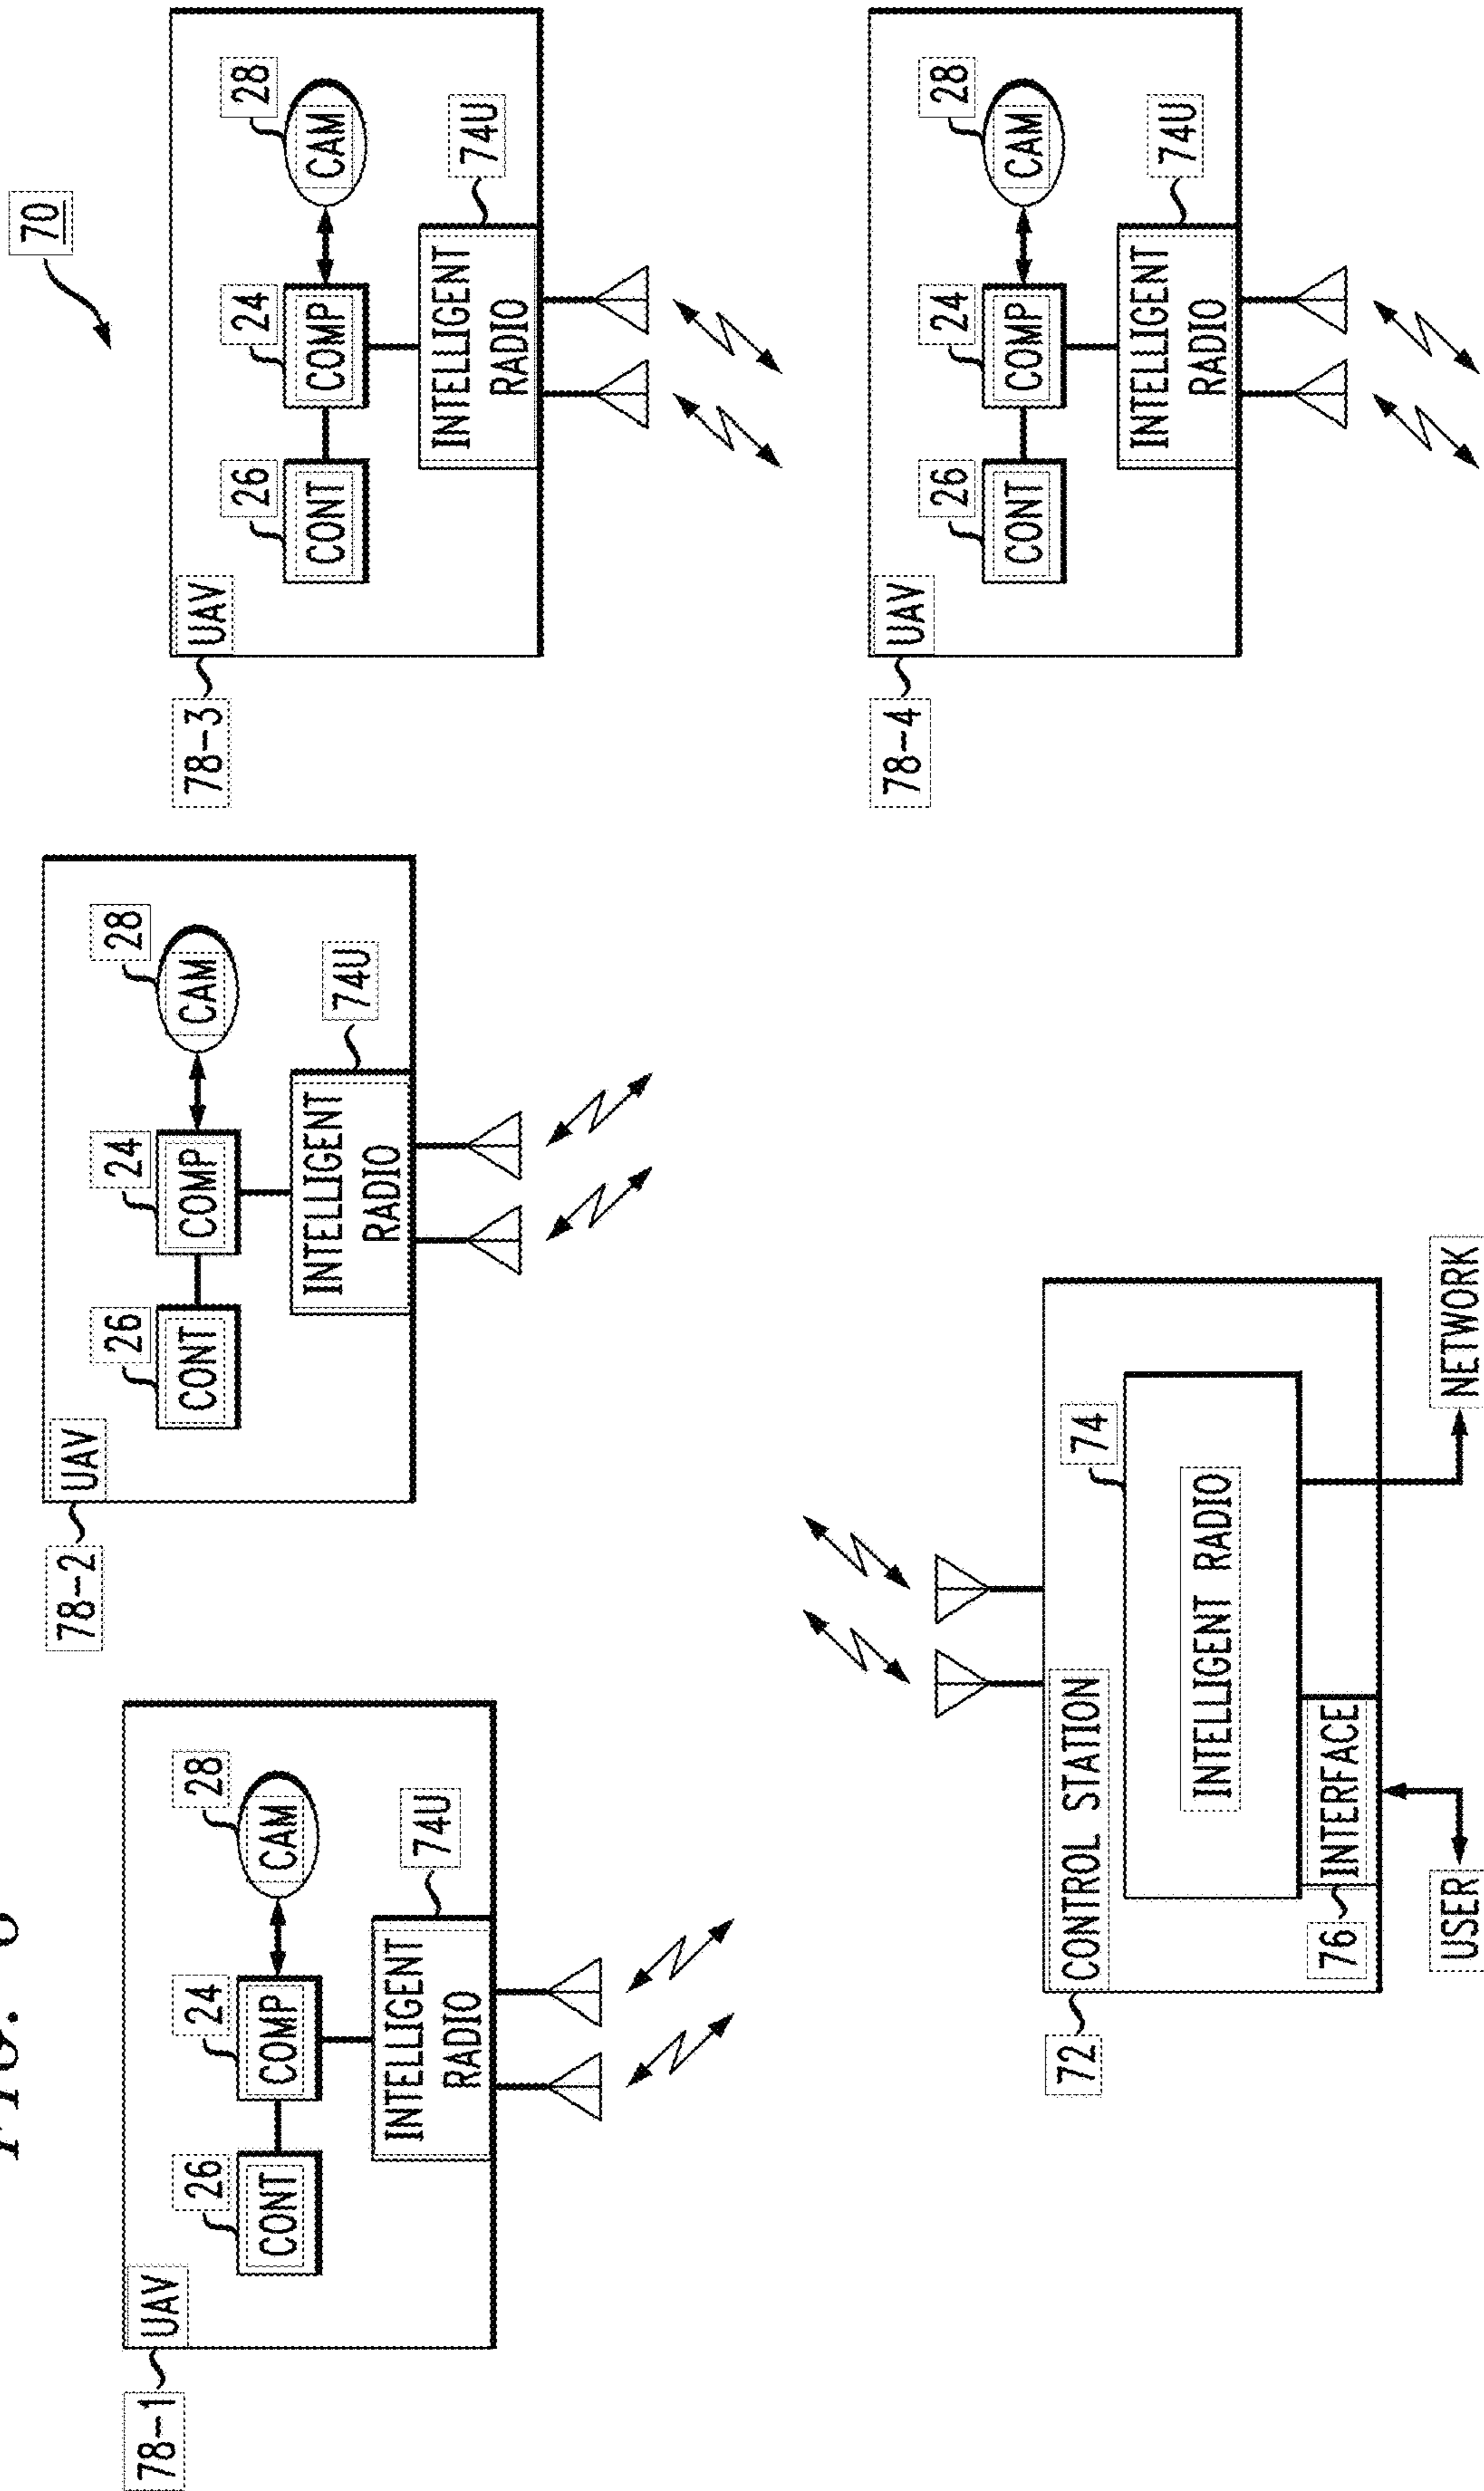 FIG.
70
78-1
UAV
26
24
28
CONT
COMP
CAM
74U
INTELLIGENT
RADIO
78-2
UAV
26
24
28
CONT
COMP
CAM
74U
INTELLIGENT
RADIO
78-3
UAV
26
24
28
CONT
COMP
CAM
74U
INTELLIGENT
RADIO
78-4
UAV
26
24
28
CONT
COMP
CAM
74U
INTELLIGENT
RADIO
72
CONTROL STATION
74
INTELLIGENT RADIO
76
INTERFACE
USER
NETWORK